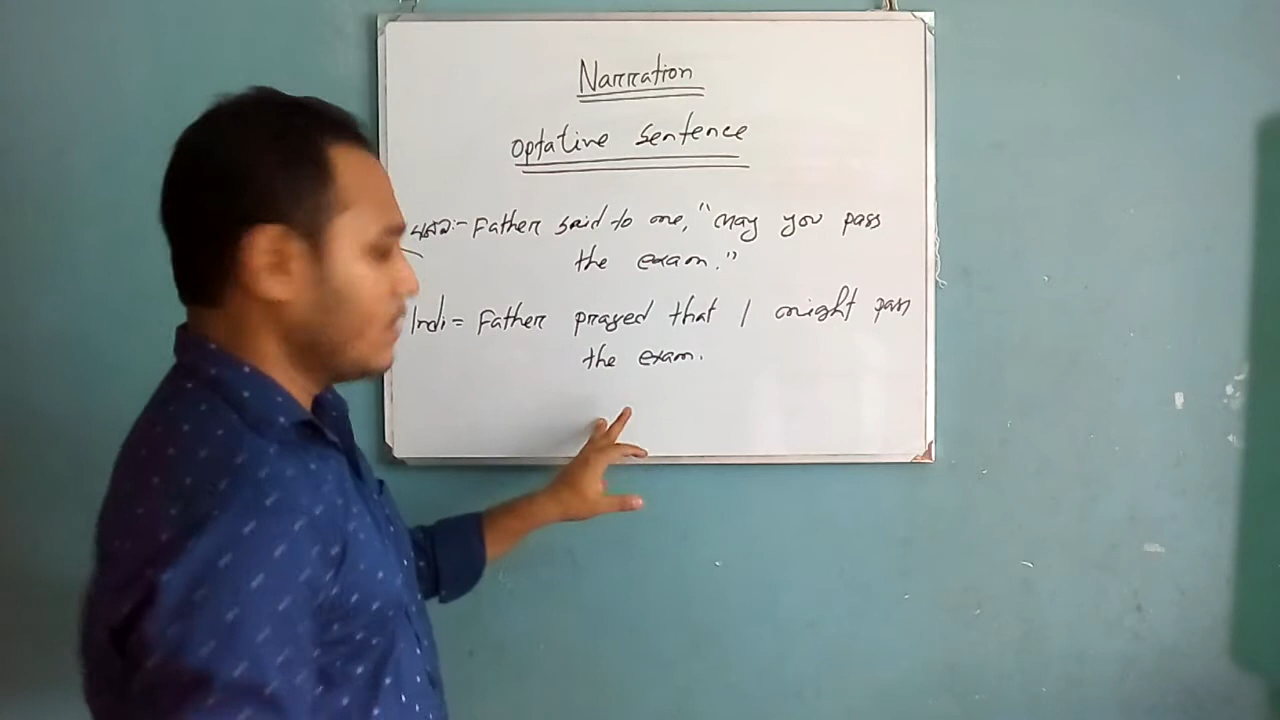 Narration
Optative Sentence
Father said to me, "May you pass
the exam."
Indi = Father prayed that I might pass
the exam.